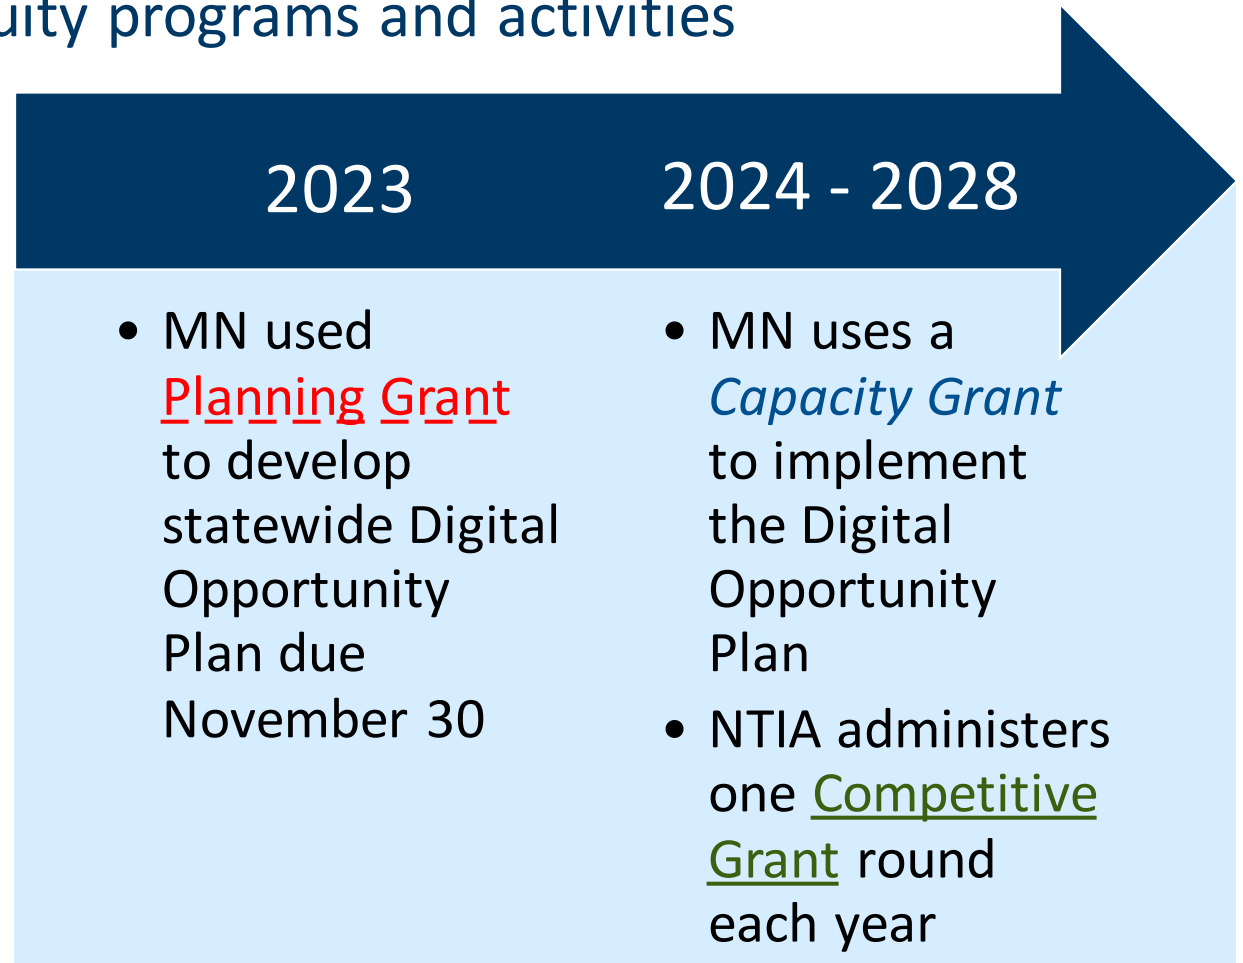 uity programs and activities
2023
2024 - 2028
• MN used
Planning Grant
to develop
statewide Digital
Opportunity
Plan due
November 30
• MN uses a
Capacity Grant
to implement
the Digital
Opportunity
Plan
• NTIA administers
one Competitive
Grant round
each year